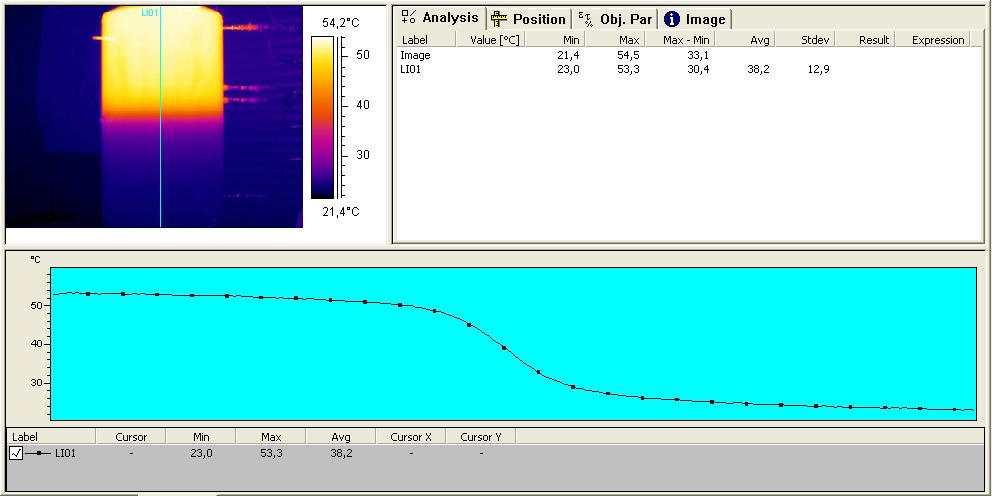 LI01
54,2°C
50
40
30
21,4°C
Analysis Position Obj. Par Image
Label Value [°C] Min Max Max - Min Avg Stdev Result Expression
Image 21,4 54,5 33,1
LI01 23,0 53,3 30,4 38,2 12,9
°C
50
40
30
Label Cursor Min Max Avg Cursor X Cursor Y
LI01 - 23,0 53,3 38,2 - -